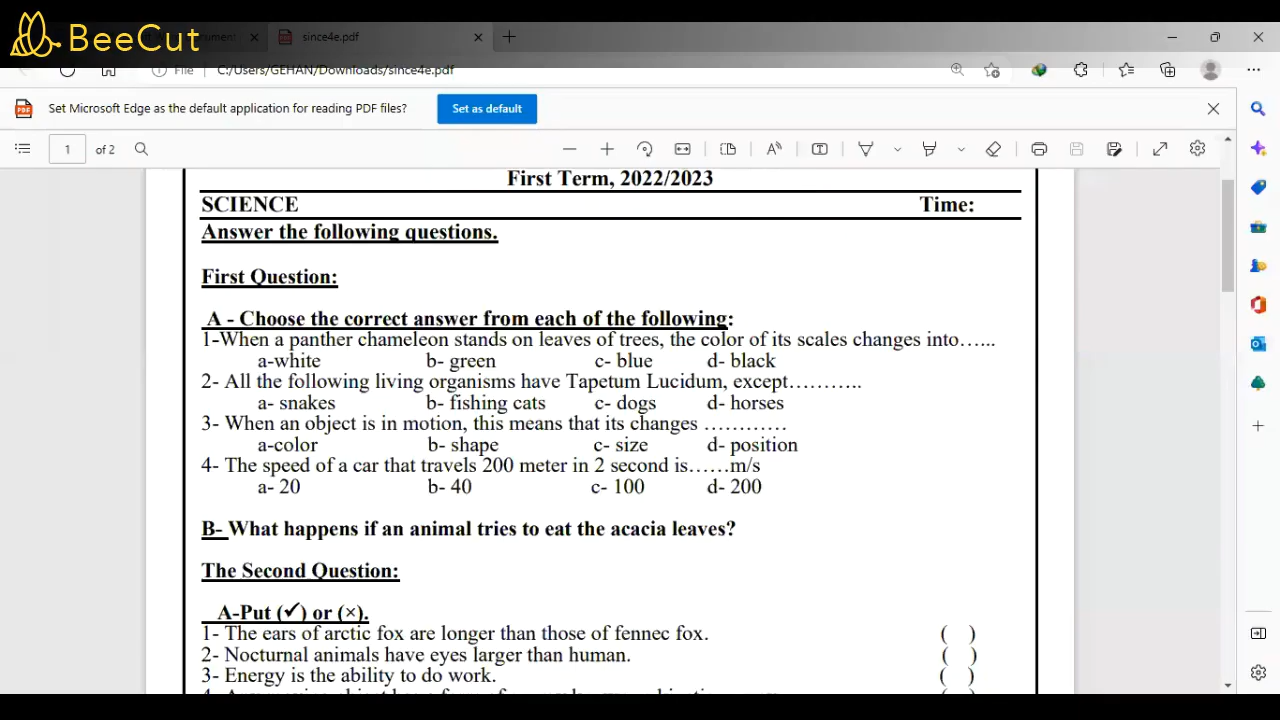 BeeCut
since4e.pdf
File C:/Users/GEHAN/Downloads/since4e.pdf
Set Microsoft Edge as the default application for reading PDF files? Set as default
1 of 2
First Term, 2022/2023
SCIENCE Time:
Answer the following questions.
First Question:
A - Choose the correct answer from each of the following:
1-When a panther chameleon stands on leaves of trees, the color of its scales changes into…...
a-white b- green c- blue d- black
2- All the following living organisms have Tapetum Lucidum, except………..
a- snakes b- fishing cats c- dogs d- horses
3- When an object is in motion, this means that its changes …………
a-color b- shape c- size d- position
4- The speed of a car that travels 200 meter in 2 second is……m/s
a- 20 b- 40 c- 100 d- 200
B- What happens if an animal tries to eat the acacia leaves?
The Second Question:
A-Put (✓) or (×).
1- The ears of arctic fox are longer than those of fennec fox. ( )
2- Nocturnal animals have eyes larger than human. ( )
3- Energy is the ability to do work. ( )